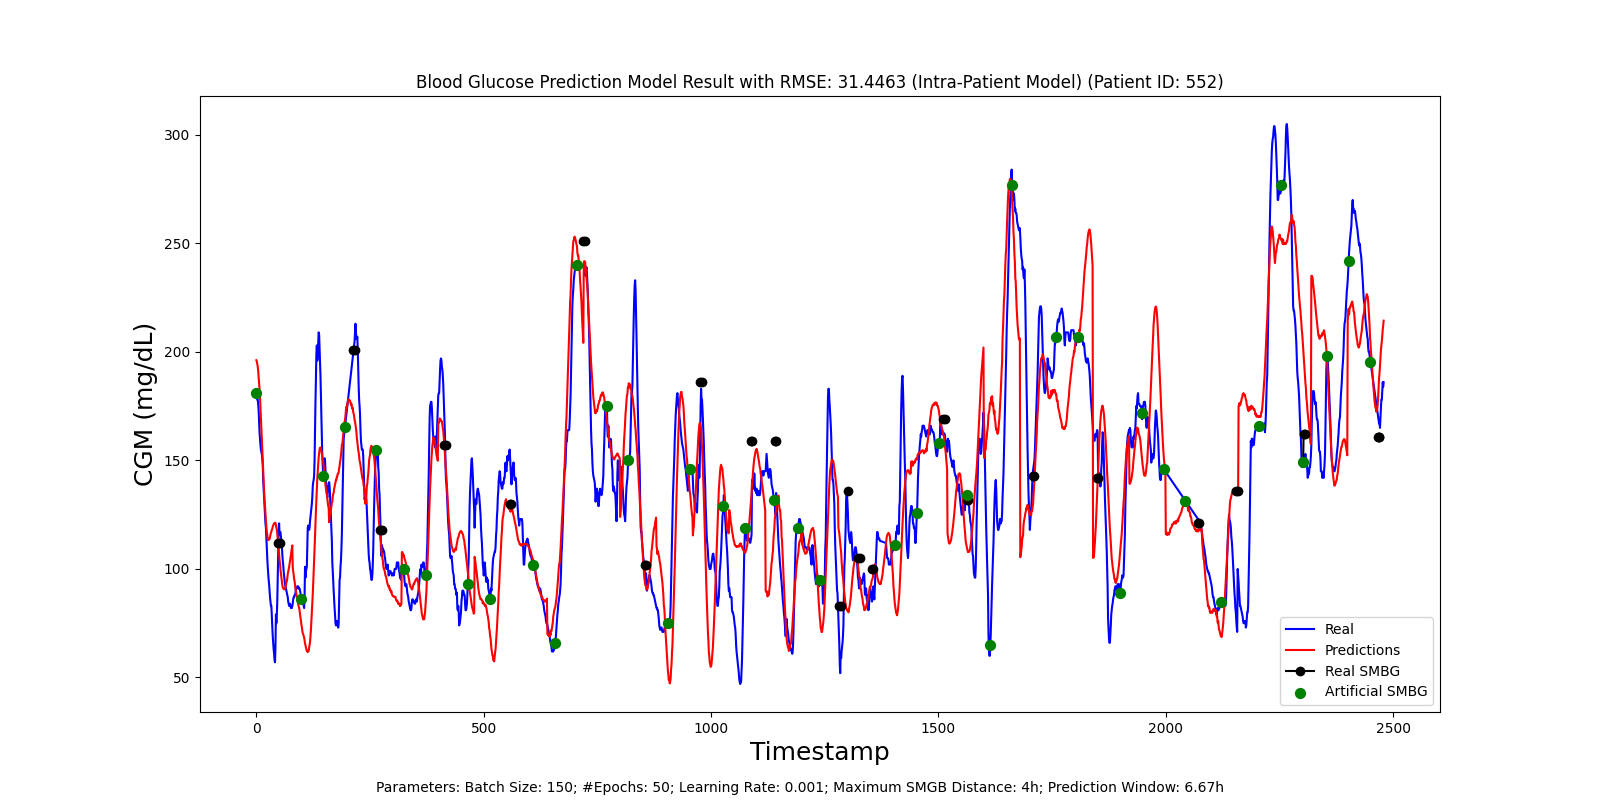 Blood Glucose Prediction Model Result with RMSE: 31.4463 (Intra-Patient Model) (Patient ID: 552)
CGM (mg/dL)
300
250
200
150
100
50
0
500
1000
1500
2000
2500
Timestamp
Real
Predictions
Real SMBG
Artificial SMBG
Parameters: Batch Size: 150; #Epochs: 50; Learning Rate: 0.001; Maximum SMGB Distance: 4h; Prediction Window: 6.67h